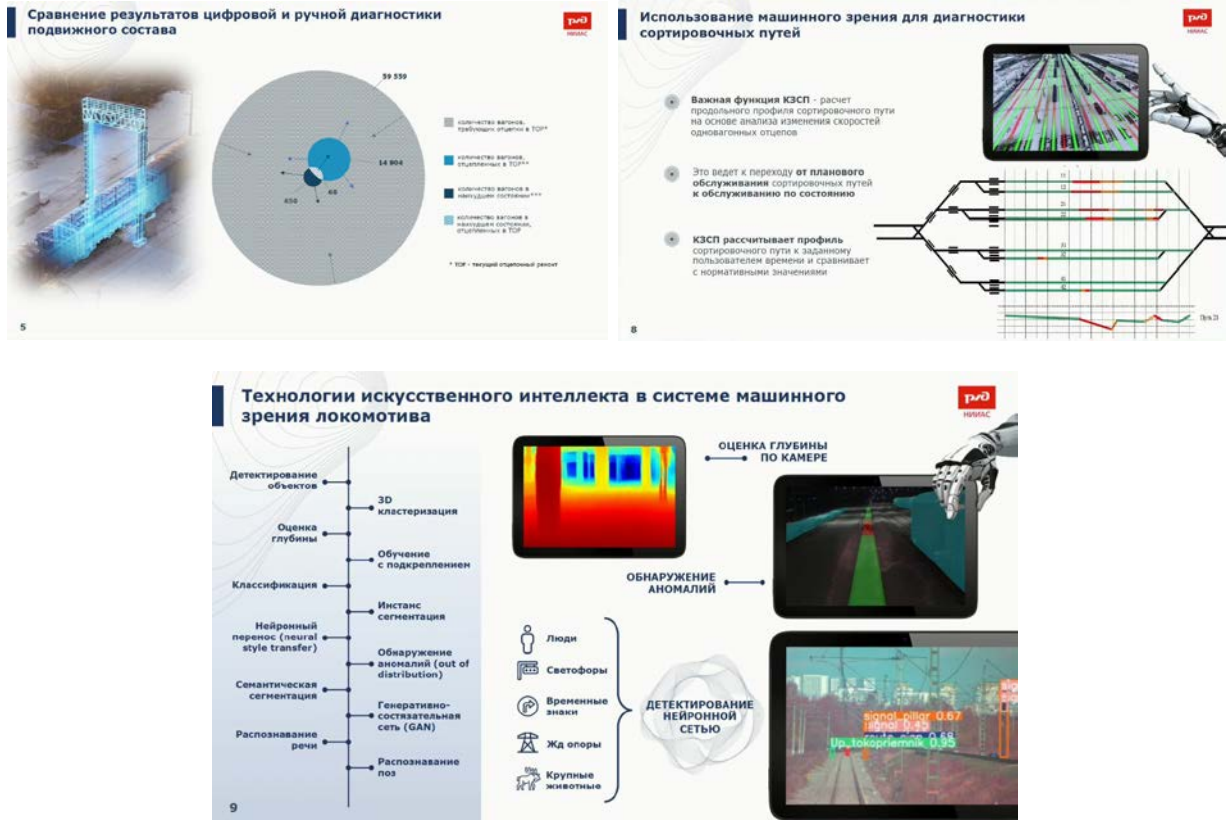 Сравнение результатов цифровой и ручной диагностики
подвижного состава
ржд
НИИАС
59 559
14 904
68
650
количество вагонов,
требующих отцепки в ТОР*
количество вагонов,
отцепленных в ТОР**
количество вагонов в
наихудшем состоянии***
количество вагонов в
наихудшем состоянии,
отцепленных в ТОР
* ТОР - текущий отцепочный ремонт
5
Использование машинного зрения для диагностики
сортировочных путей
ржд
НИИАС
Важная функция КЗСП - расчет
продольного профиля сортировочного пути
на основе анализа изменения скоростей
одновагонных отцепов
Это ведет к переходу от планового
обслуживания сортировочных путей
к обслуживанию по состоянию
КЗСП рассчитывает профиль
сортировочного пути к заданному
пользователем времени и сравнивает
с нормативными значениями
8
Технологии искусственного интеллекта в системе машинного
зрения локомотива
ржд
НИИАС
Детектирование
объектов
3D
кластеризация
Оценка
глубины
Обучение
с подкреплением
Классификация
Инстанс
сегментация
Нейронный
перенос (neural
style transfer)
Обнаружение
аномалий (out of
distribution)
Семантическая
сегментация
Генеративно-
состязательная
сеть (GAN)
Распознавание
речи
Распознавание
поз
ОЦЕНКА ГЛУБИНЫ
ПО КАМЕРЕ
ОБНАРУЖЕНИЕ
АНОМАЛИЙ
Люди
Светофоры
Временные
знаки
Жд опоры
Крупные
животные
ДЕТЕКТИРОВАНИЕ
НЕЙРОННОЙ
СЕТЬЮ
signal_pillar 0.67
signal 0.45
Up_tokopriemnik 0.95
9